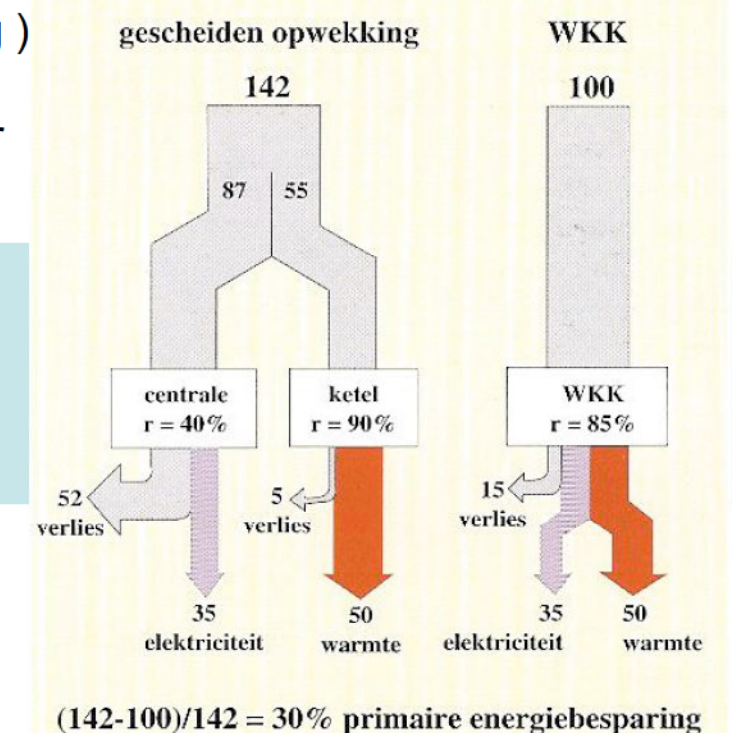 )
gescheiden opwekking
WKK
142
100
87
55
centrale
r = 40%
ketel
r = 90%
WKK
r = 85%
52
verlies
5
verlies
15
verlies
35
elektriciteit
50
warmte
35
elektriciteit
50
warmte
(142-100)/142 = 30% primaire energiebesparing